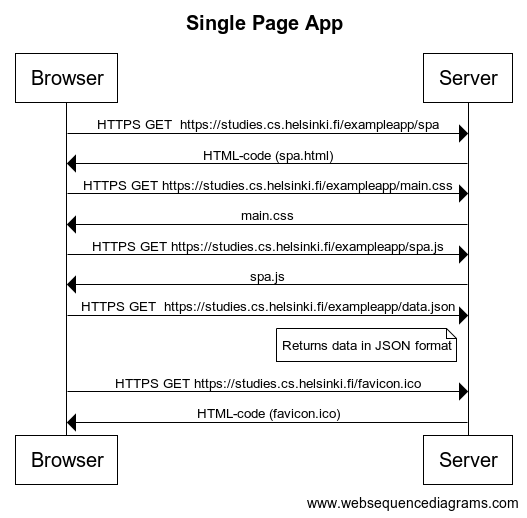 Single Page App
Browser Server
HTTPS GET  https://studies.cs.helsinki.fi/exampleapp/spa
HTML-code (spa.html)
HTTPS GET https://studies.cs.helsinki.fi/exampleapp/main.css
main.css
HTTPS GET https://studies.cs.helsinki.fi/exampleapp/spa.js
spa.js
HTTPS GET  https://studies.cs.helsinki.fi/exampleapp/data.json
Returns data in JSON format
HTTPS GET https://studies.cs.helsinki.fi/favicon.ico
HTML-code (favicon.ico)
Browser Server
www.websequencediagrams.com